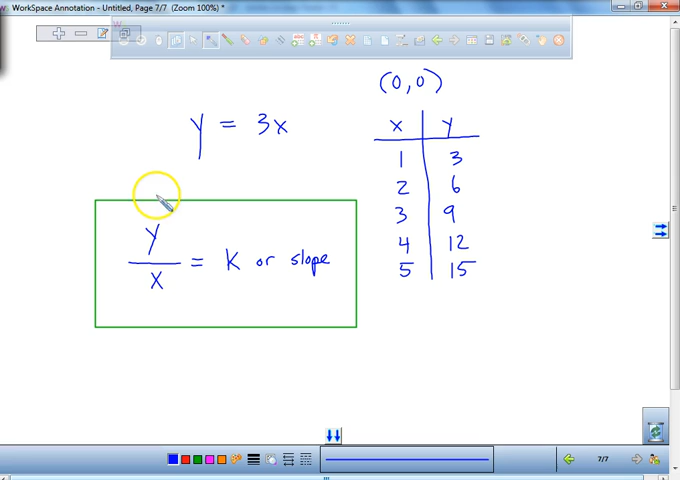 WorkSpace Annotation - Untitled, Page 7/7 (Zoom 100%) *
(0,0)
y = 3x
x y
1 3
2 6
3 9
4 12
5 15
y
x
= K or slope
7/7